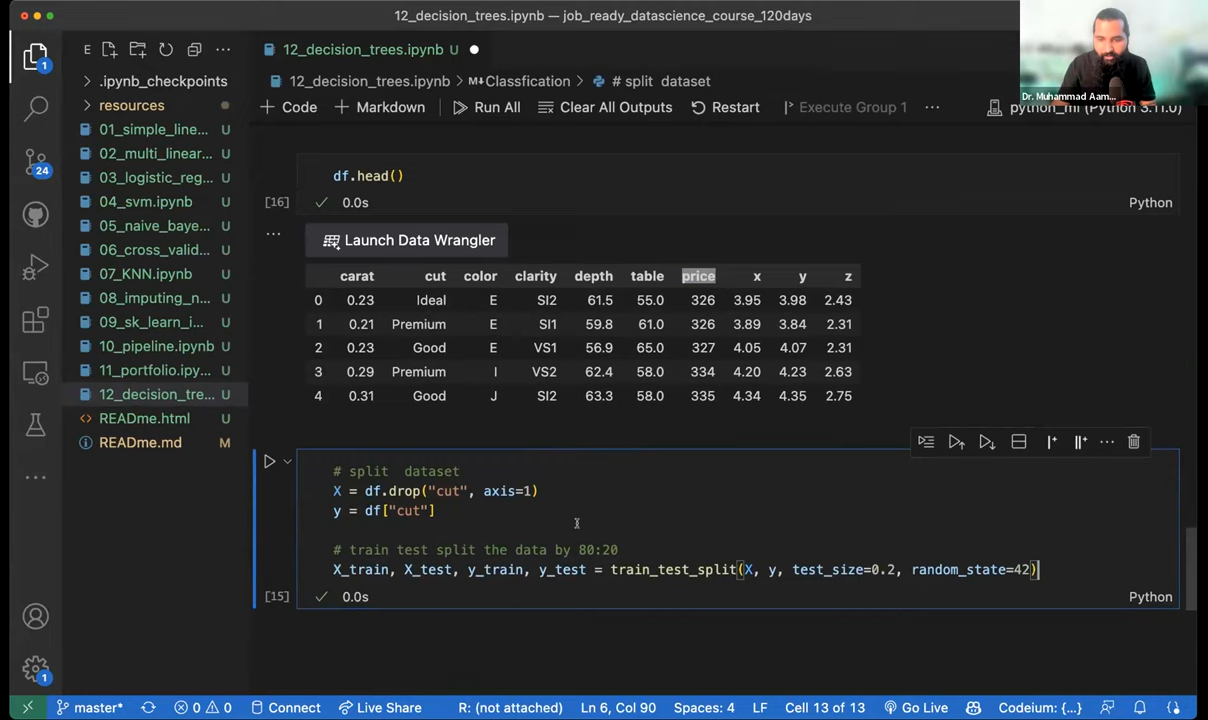 12_decision_trees.ipynb — job_ready_datascience_course_120days
E
12_decision_trees.ipynb U
12_decision_trees.ipynb > M↓Classfication > # split dataset
Code Markdown Run All Clear All Outputs Restart Execute Group 1 ...
python_ml (Python 3.11.0)
Dr. Muhammad Aam...
.ipynb_checkpoints
resources
01_simple_line... U
02_multi_linear... U
03_logistic_reg... U
04_svm.ipynb U
05_naive_baye... U
06_cross_valid... U
07_KNN.ipynb U
08_imputing_n... U
09_sk_learn_i... U
10_pipeline.ipynb U
11_portfolio.ipy... U
12_decision_tre... U
READme.html U
READme.md M
1
24
1
df.head()
[16] 0.0s Python
Launch Data Wrangler
carat cut color clarity depth table price x y z
0 0.23 Ideal E SI2 61.5 55.0 326 3.95 3.98 2.43
1 0.21 Premium E SI1 59.8 61.0 326 3.89 3.84 2.31
2 0.23 Good E VS1 56.9 65.0 327 4.05 4.07 2.31
3 0.29 Premium I VS2 62.4 58.0 334 4.20 4.23 2.63
4 0.31 Good J SI2 63.3 58.0 335 4.34 4.35 2.75
# split  dataset
X = df.drop("cut", axis=1)
y = df["cut"]
# train test split the data by 80:20
X_train, X_test, y_train, y_test = train_test_split(X, y, test_size=0.2, random_state=42)
[15] 0.0s Python
master* 0 0 Connect Live Share R: (not attached) Ln 6, Col 90 Spaces: 4 LF Cell 13 of 13 Go Live Codeium: {...}